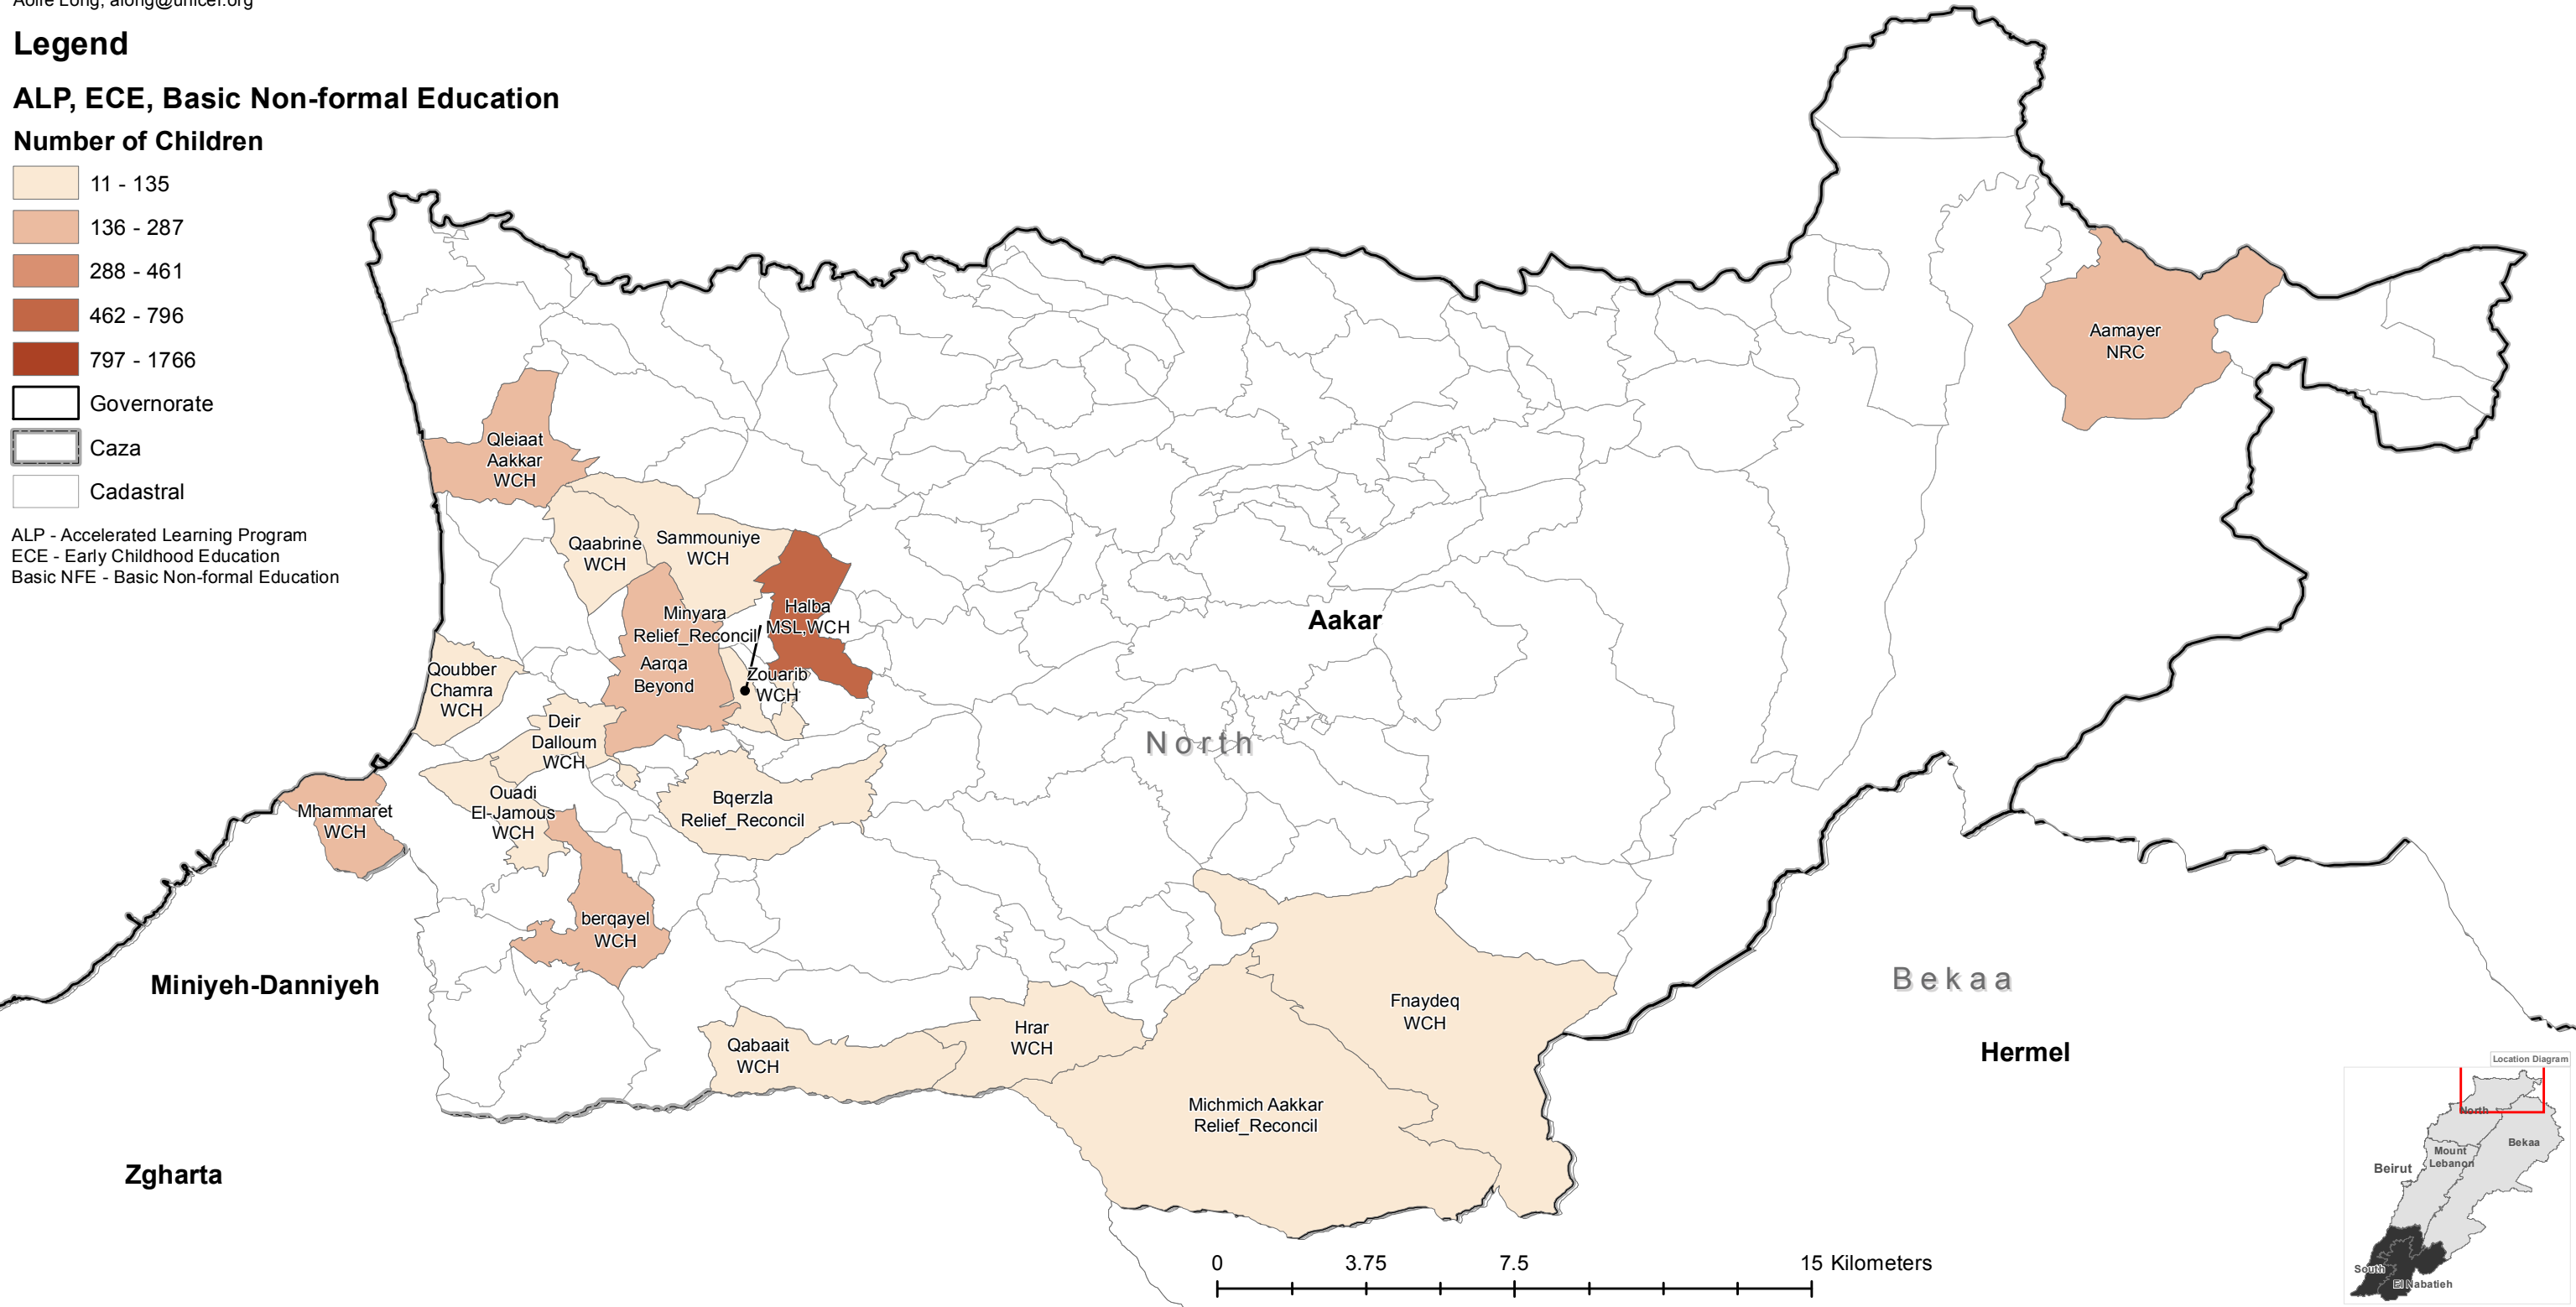 Aoife Long, along@unicef.org
Legend
ALP, ECE, Basic Non-formal Education
Number of Children
11 - 135
136 - 287
288 - 461
462 - 796
797 - 1766
Governorate
Caza
Cadastral
ALP - Accelerated Learning Program
ECE - Early Childhood Education
Basic NFE - Basic Non-formal Education
Aamayer
NRC
Qleiaat
Aakkar
WCH
Qaabrine
WCH
Sammouniye
WCH
Halba
MSL,WCH
Minyara
Relief_Reconcil
Aarqa
Beyond
Zouarib
WCH
Qoubber
Chamra
WCH
Deir
Dalloum
WCH
Ouadi
El-Jamous
WCH
Mhammaret
WCH
Bqerzla
Relief_Reconcil
berqayel
WCH
Aakar
North
Miniyeh-Danniyeh
Bekaa
Fnaydeq
WCH
Hrar
WCH
Qabaait
WCH
Michmich Aakkar
Relief_Reconcil
Hermel
Zgharta
0
3.75
7.5
15 Kilometers
Location Diagram
North
Bekaa
Mount
Lebanon
Beirut
South
El Nabatieh